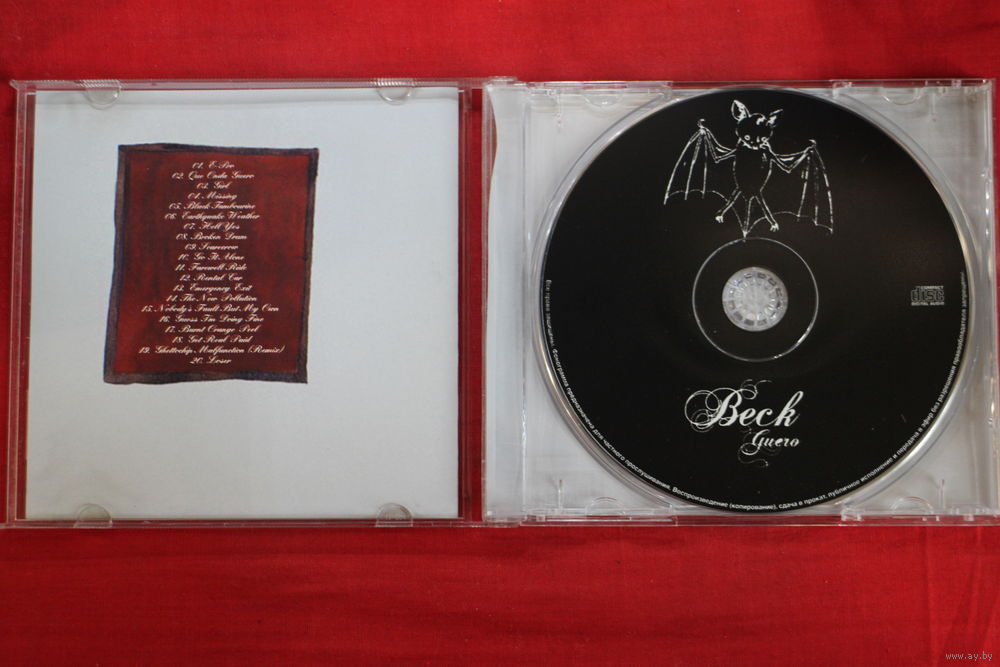 01. E-Pro
02. Que Onda Guero
03. Girl
04. Missing
05. Black Tambourine
06. Earthquake Weather
07. Hell Yes
08. Broken Drum
09. Scarecrow
10. Go It Alone
11. Farewell Ride
12. Rental Car
13. Emergency Exit
14. The New Pollution
15. Nobody's Fault But My Own
16. Guess I'm Doing Fine
17. Burnt Orange Peel
18. Get Real Paid
19. Ghettochip Malfunction (Remix)
20. Loser
COMPACT
disc
DIGITAL AUDIO
Beck
Guero
Все права защищены. Фонограмма предназначена для частного прослушивания. Воспроизведение (копирование), сдача в прокат, публичное исполнение и передача в эфир без разрешения правообладателя запрещены.
www.ay.by